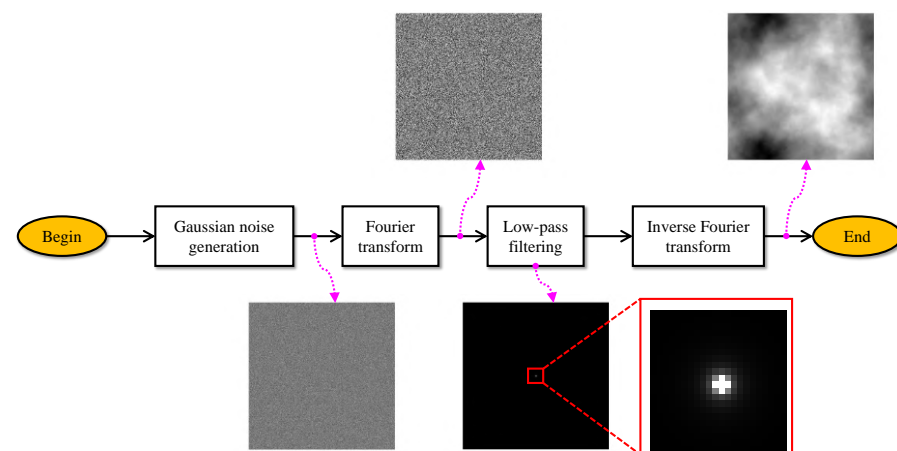 Begin
Gaussian noise
generation
Fourier
transform
Low-pass
filtering
Inverse Fourier
transform
End